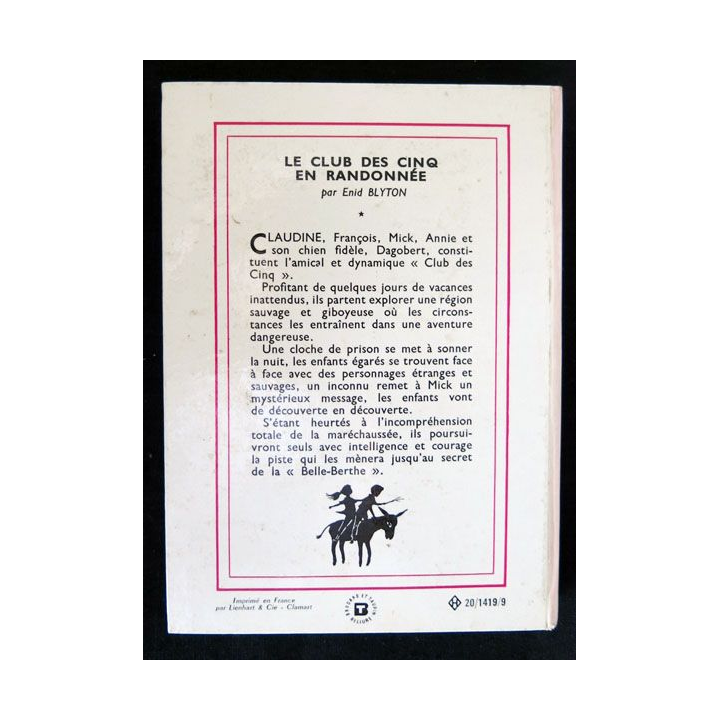 LE CLUB DES CINQ
EN RANDONNÉE
par Enid BLYTON
*
CLAUDINE, François, Mick, Annie et
son chien fidèle, Dagobert, consti-
tuent l'amical et dynamique « Club des
Cinq ».
Profitant de quelques jours de vacances
inattendus, ils partent explorer une région
sauvage et giboyeuse où les circons-
tances les entraînent dans une aventure
dangereuse.
Une cloche de prison se met à sonner
la nuit, les enfants égarés se trouvent face
à face avec des personnages étranges et
sauvages, un inconnu remet à Mick un
mystérieux message, les enfants vont
de découverte en découverte.
S'étant heurtés à l'incompréhension
totale de la maréchaussée, ils poursui-
vront seuls avec intelligence et courage
la piste qui les mènera jusqu'au secret
de la « Belle-Berthe ».
Imprimé en France
par Lienhart & Cie - Clamart
BROCARD ET TAUPIN
RELIURE
TB
H 20/1419/9